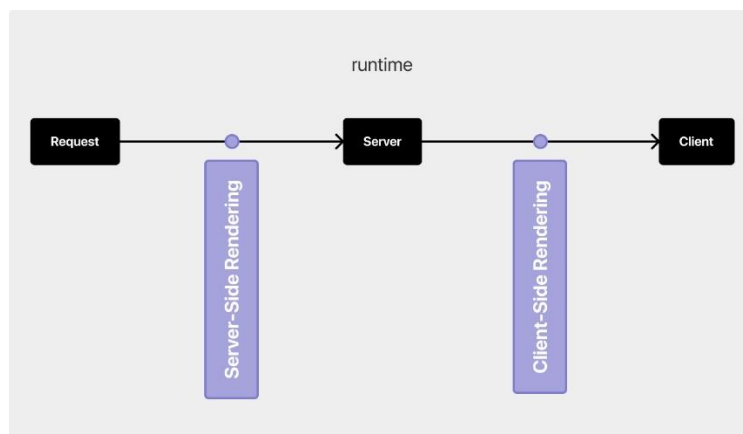 runtime
Request
Server
Client
Server-Side Rendering
Client-Side Rendering